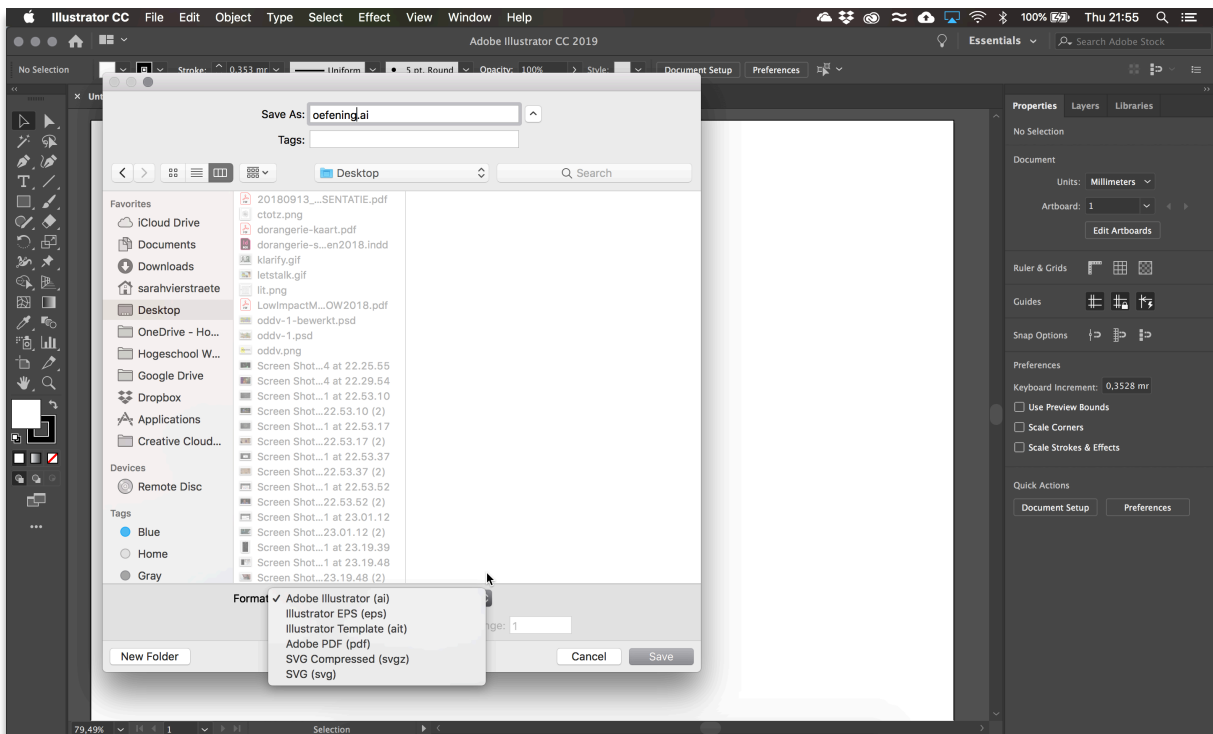 Illustrator CC File Edit Object Type Select Effect View Window Help 100% Thu 21:55
Adobe Illustrator CC 2019 Essentials Search Adobe Stock
No Selection Stroke: 0,353 mr Uniform 5 pt. Round Opacity: 100% Style: Document Setup Preferences
× Unt
Save As: oefening.ai
Tags:
Desktop
Search
Favorites
iCloud Drive
Documents
Downloads
sarahvierstraete
Desktop
OneDrive - Ho...
Hogeschool W...
Google Drive
Dropbox
Applications
Creative Cloud...
Devices
Remote Disc
Tags
Blue
Home
Gray
20180913_...SENTATIE.pdf
ctotz.png
dorangerie-kaart.pdf
dorangerie-s...en2018.indd
klarify.gif
letstalk.gif
lit.png
LowImpactM...OW2018.pdf
oddv-1-bewerkt.psd
oddv-1.psd
oddv.png
Screen Shot...4 at 22.25.55
Screen Shot...4 at 22.29.54
Screen Shot...1 at 22.53.10
Screen Shot...22.53.10 (2)
Screen Shot...1 at 22.53.17
Screen Shot...22.53.17 (2)
Screen Shot...1 at 22.53.37
Screen Shot...22.53.37 (2)
Screen Shot...1 at 22.53.52
Screen Shot...22.53.52 (2)
Screen Shot...1 at 23.01.12
Screen Shot...23.01.12 (2)
Screen Shot...1 at 23.19.39
Screen Shot...1 at 23.19.48
Screen Shot...23.19.48 (2)
Format
✓ Adobe Illustrator (ai)
Illustrator EPS (eps)
Illustrator Template (ait)
Adobe PDF (pdf)
SVG Compressed (svgz)
SVG (svg)
nge: 1
New Folder
Cancel
Save
Properties Layers Libraries
No Selection
Document
Units: Millimeters
Artboard: 1
Edit Artboards
Ruler & Grids
Guides
Snap Options
Preferences
Keyboard Increment: 0,3528 mr
Use Preview Bounds
Scale Corners
Scale Strokes & Effects
Quick Actions
Document Setup Preferences
79,49% 1 Selection